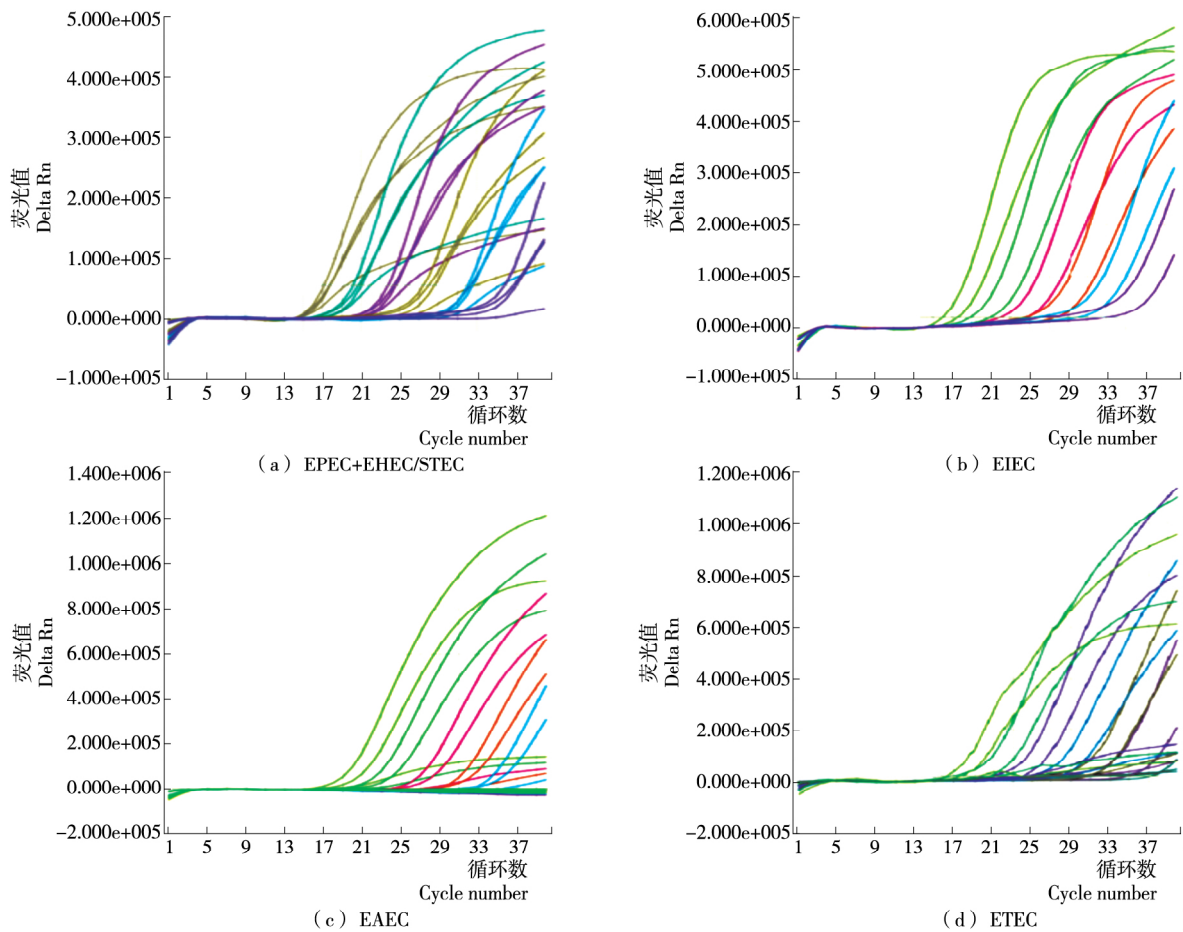 5.000e+005
4.000e+005
3.000e+005
2.000e+005
1.000e+005
0.000e+000
−1.000e+005
荧光值
Delta Rn
1 5 9 13 17 21 25 29 33 37
循环数
Cycle number
(a) EPEC+EHEC/STEC
6.000e+005
5.000e+005
4.000e+005
3.000e+005
2.000e+005
1.000e+005
0.000e+000
−1.000e+005
荧光值
Delta Rn
1 5 9 13 17 21 25 29 33 37
循环数
Cycle number
(b) EIEC
1.400e+006
1.200e+006
1.000e+006
8.000e+005
6.000e+005
4.000e+005
2.000e+005
0.000e+000
−2.000e+005
荧光值
Delta Rn
1 5 9 13 17 21 25 29 33 37
循环数
Cycle number
(c) EAEC
1.200e+006
1.000e+006
8.000e+005
6.000e+005
4.000e+005
2.000e+005
0.000e+000
−2.000e+005
荧光值
Delta Rn
1 5 9 13 17 21 25 29 33 37
循环数
Cycle number
(d) ETEC